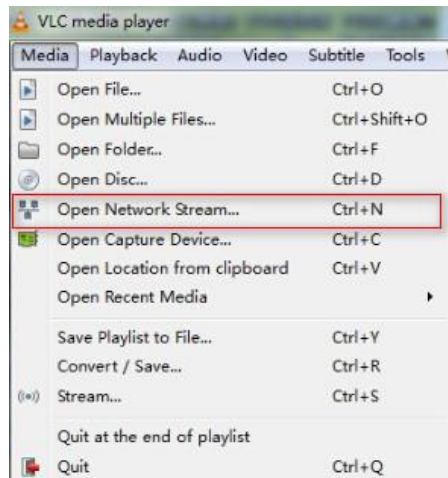 VLC media player
Media Playback Audio Video Subtitle Tools
Open File... Ctrl+O
Open Multiple Files... Ctrl+Shift+O
Open Folder... Ctrl+F
Open Disc... Ctrl+D
Open Network Stream... Ctrl+N
Open Capture Device... Ctrl+C
Open Location from clipboard Ctrl+V
Open Recent Media
Save Playlist to File... Ctrl+Y
Convert / Save... Ctrl+R
Stream... Ctrl+S
Quit at the end of playlist
Quit Ctrl+Q